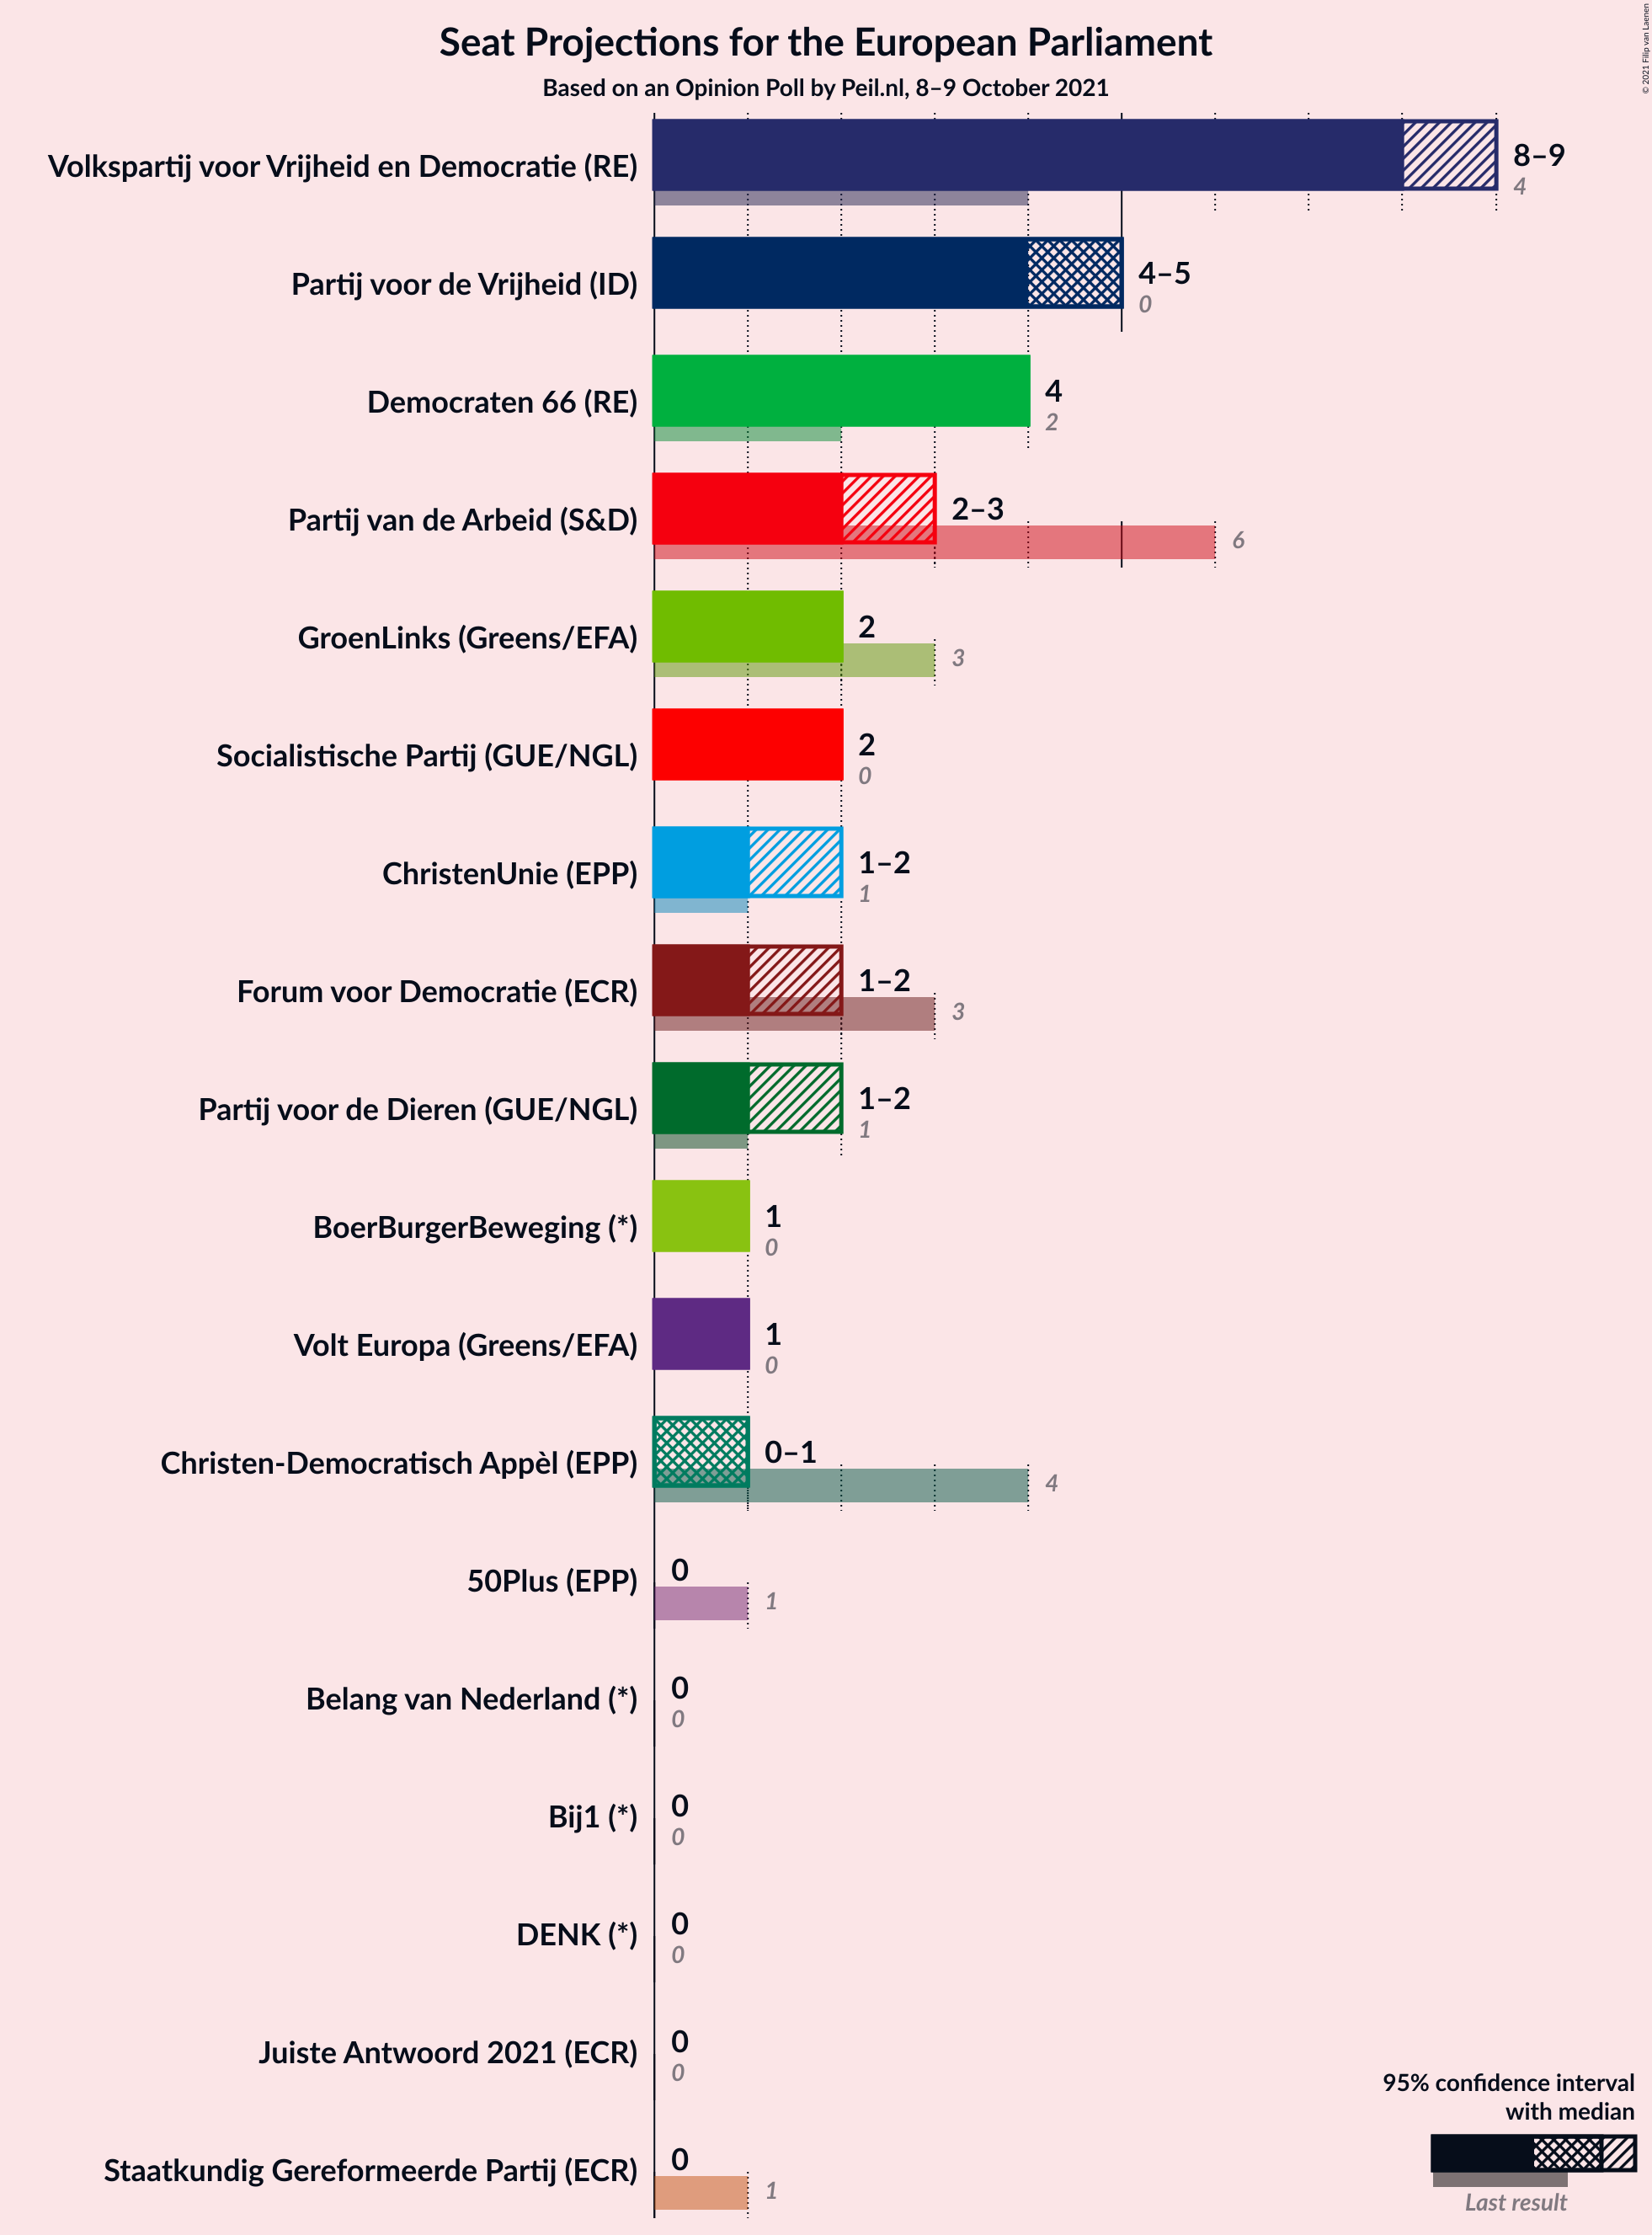 Seat Projections for the European Parliament
Based on an Opinion Poll by Peil.nl, 8–9 October 2021
© 2021 Filip van Laenen
Volkspartij voor Vrijheid en Democratie (RE)
8–9
4
Partij voor de Vrijheid (ID)
4–5
0
Democraten 66 (RE)
4
2
Partij van de Arbeid (S&D)
2–3
6
GroenLinks (Greens/EFA)
2
3
Socialistische Partij (GUE/NGL)
2
0
ChristenUnie (EPP)
1–2
1
Forum voor Democratie (ECR)
1–2
3
Partij voor de Dieren (GUE/NGL)
1–2
1
BoerBurgerBeweging (*)
1
0
Volt Europa (Greens/EFA)
1
0
Christen-Democratisch Appèl (EPP)
0–1
4
50Plus (EPP)
0
1
Belang van Nederland (*)
0
0
Bij1 (*)
0
0
DENK (*)
0
0
Juiste Antwoord 2021 (ECR)
0
0
Staatkundig Gereformeerde Partij (ECR)
0
1
95% confidence interval
with median
Last result